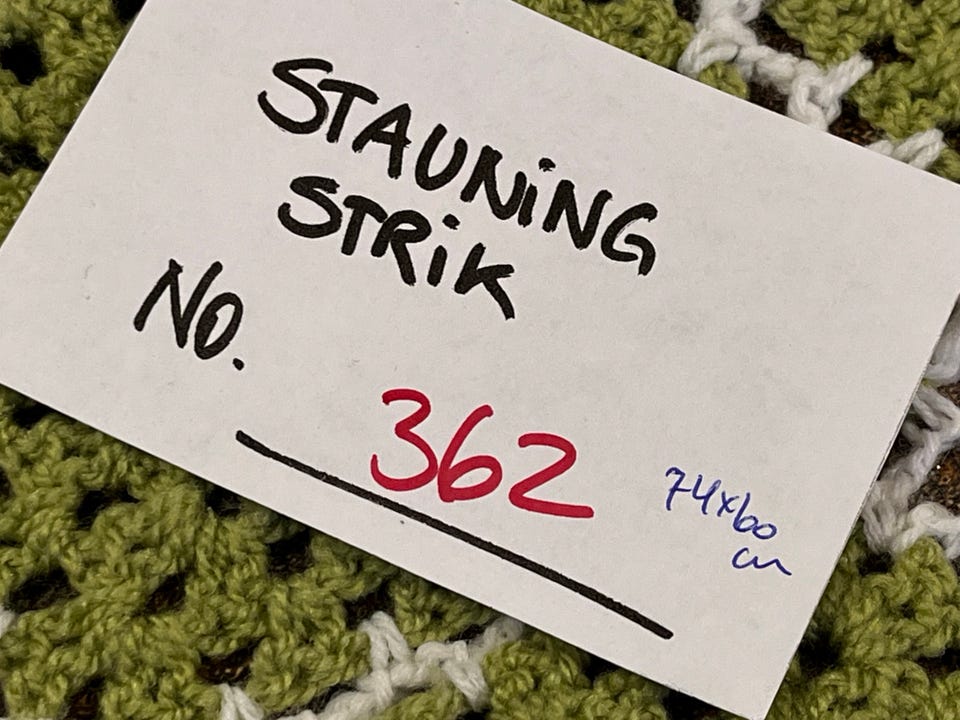 STAUNiNG
STRiK
No.
362
74x60
cm